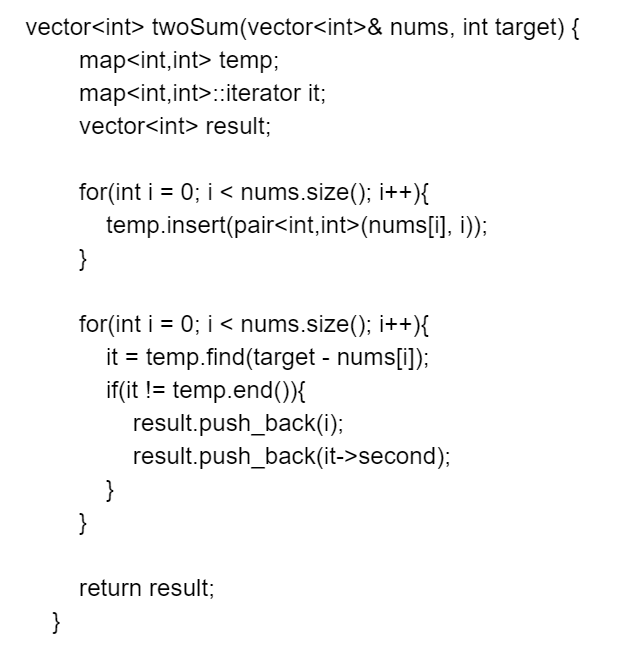 vector<int> twoSum(vector<int>& nums, int target) {
map<int,int> temp;
map<int,int>::iterator it;
vector<int> result;
for(int i = 0; i < nums.size(); i++){
temp.insert(pair<int,int>(nums[i], i));
}
for(int i = 0; i < nums.size(); i++){
it = temp.find(target - nums[i]);
if(it != temp.end()){
result.push_back(i);
result.push_back(it->second);
}
}
return result;
}